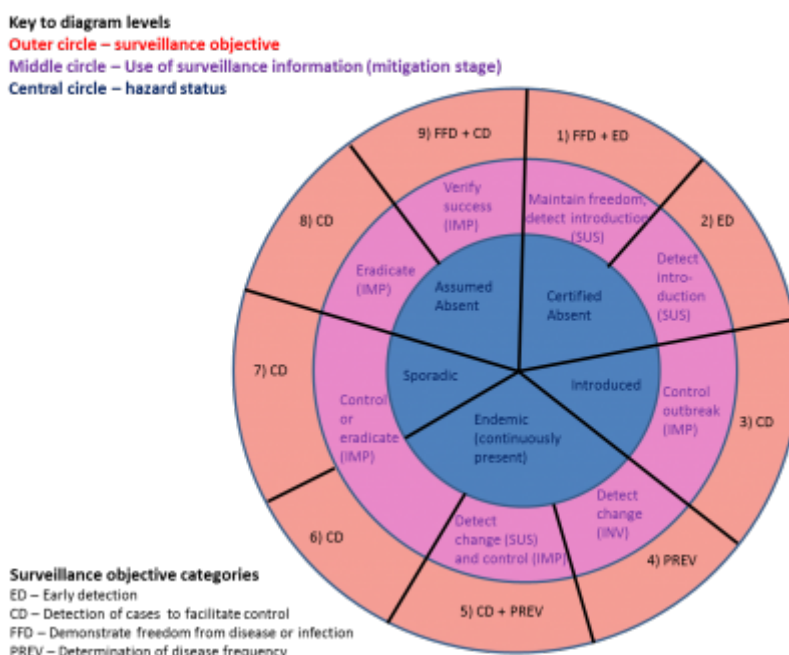 Key to diagram levels
Outer circle – surveillance objective
Middle circle – Use of surveillance information (mitigation stage)
Central circle – hazard status
9) FFD + CD
1) FFD + ED
Verify
success
(IMP)
Maintain freedom,
detect introduction
(SUS)
8) CD
2) ED
Eradicate
(IMP)
Detect
intro-
duction
(SUS)
Assumed
Absent
Certified
Absent
7) CD
Sporadic
Introduced
Control
or
eradicate
(IMP)
Control
outbreak
(IMP)
3) CD
Endemic
(continuously
present)
Detect
change
(INV)
6) CD
Detect
change (SUS)
and control (IMP)
4) PREV
5) CD + PREV
Surveillance objective categories
ED – Early detection
CD – Detection of cases to facilitate control
FFD – Demonstrate freedom from disease or infection
PREV – Determination of disease frequency